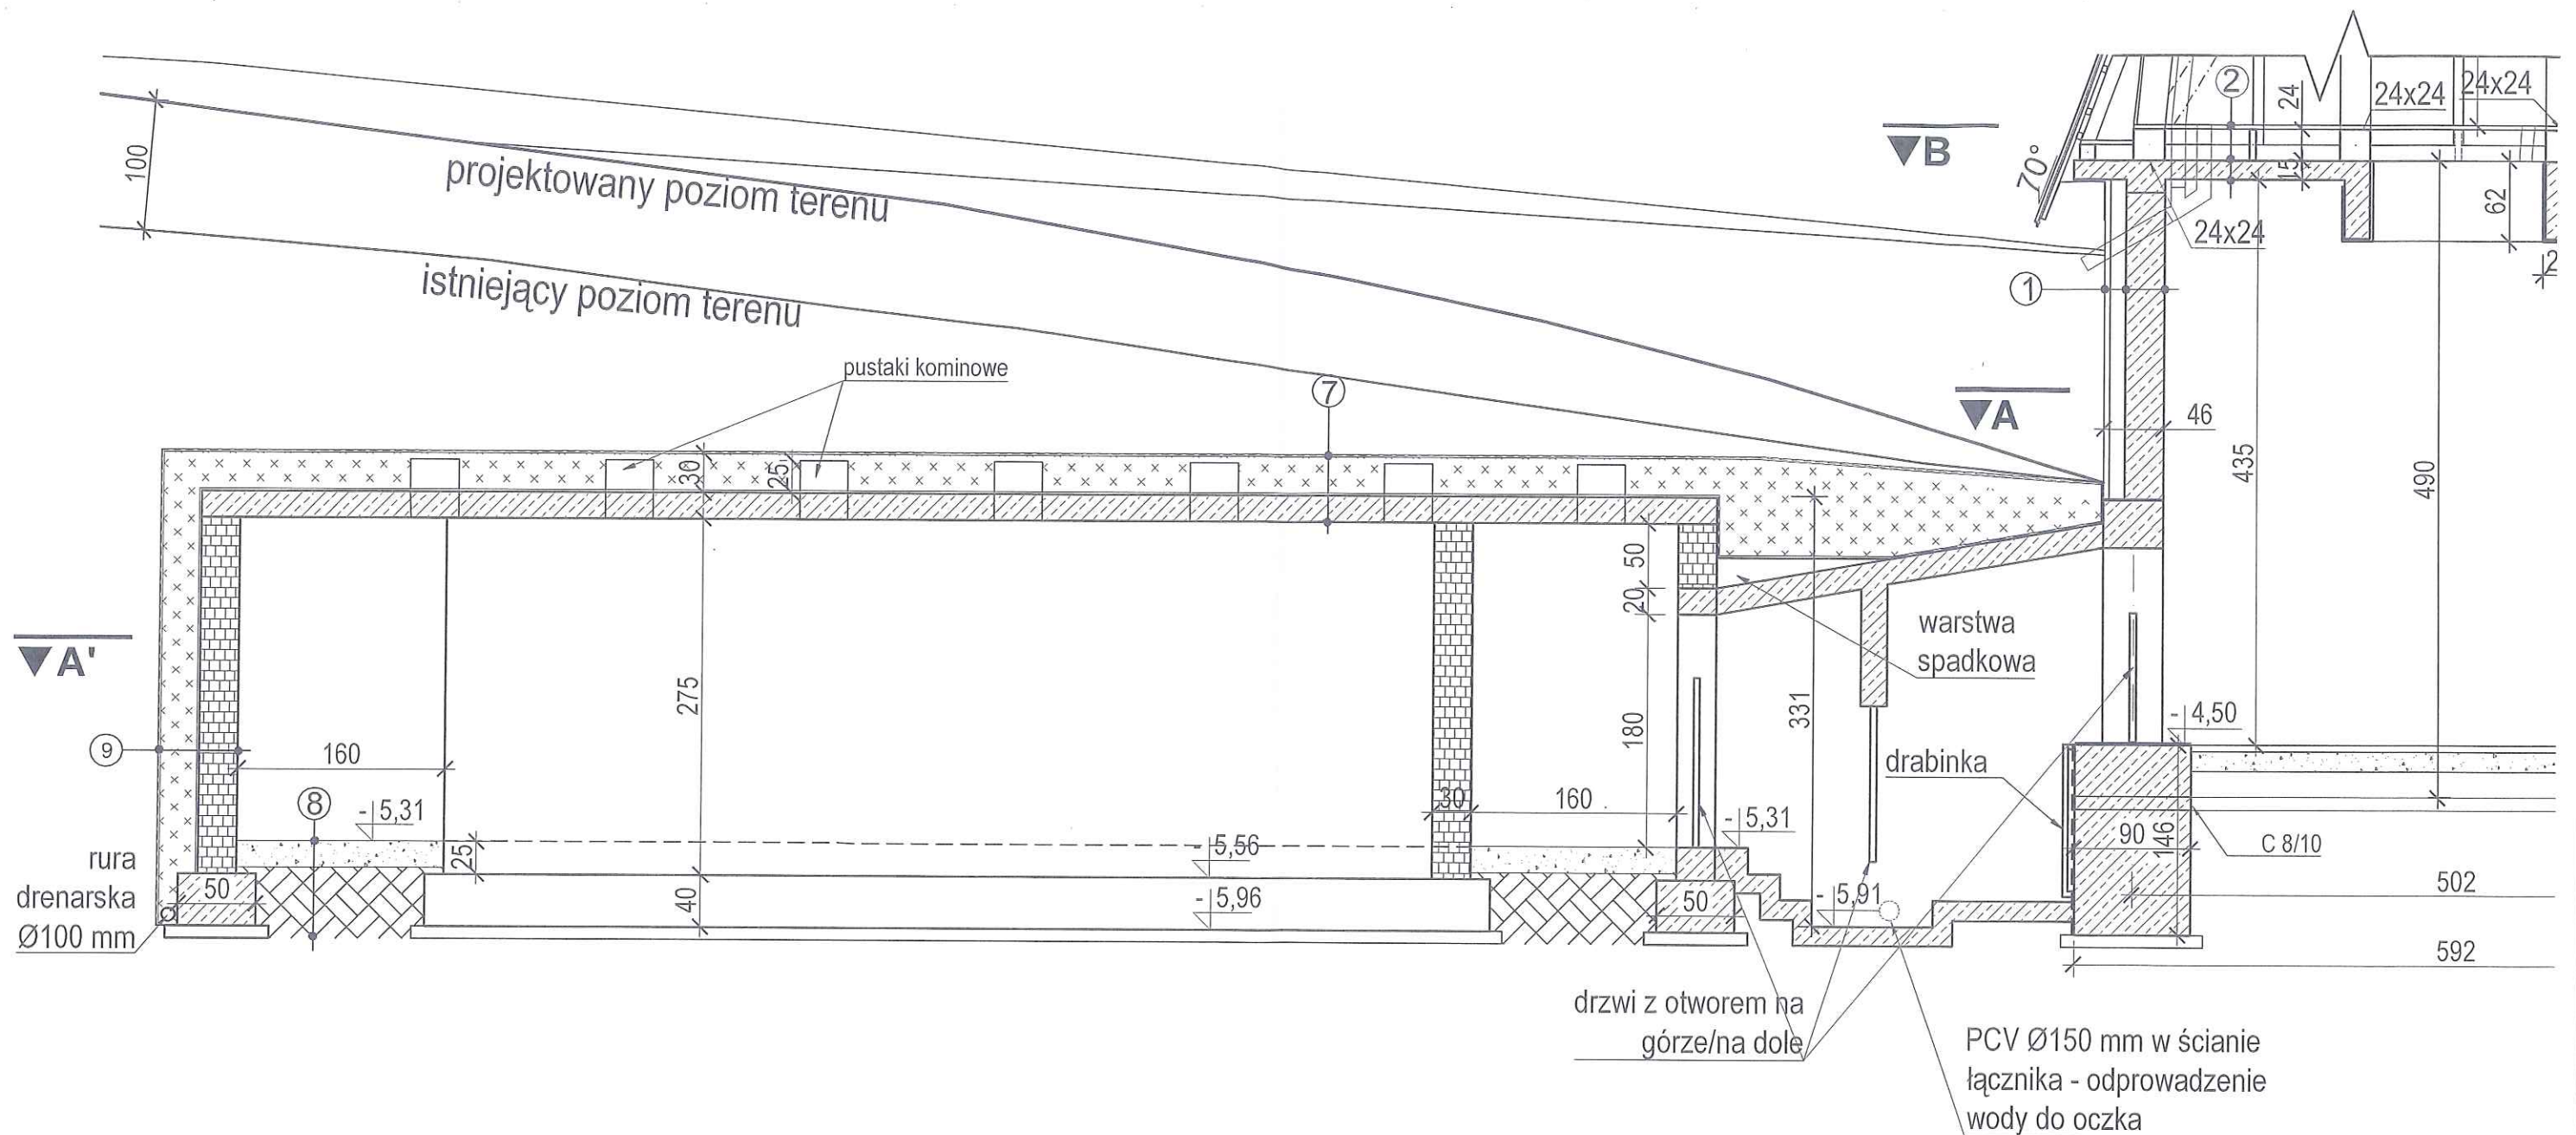 2
24
24x24
24x24
B
70°
15
62
24x24
2
100
projektowany poziom terenu
istniejący poziom terenu
1
pustaki kominowe
7
A
46
435
490
30
25
50
20
warstwa
spadkowa
A'
275
331
180
- 4,50
9
160
drabinka
8
- 5,31
30
160
- 5,31
25
- 5,56
90
146
C 8/10
rura
drenarska
Ø100 mm
50
40
- 5,96
50
- 5,91
502
592
drzwi z otworem na
górze/na dole
PCV Ø150 mm w ścianie
łącznika - odprowadzenie
wody do oczka